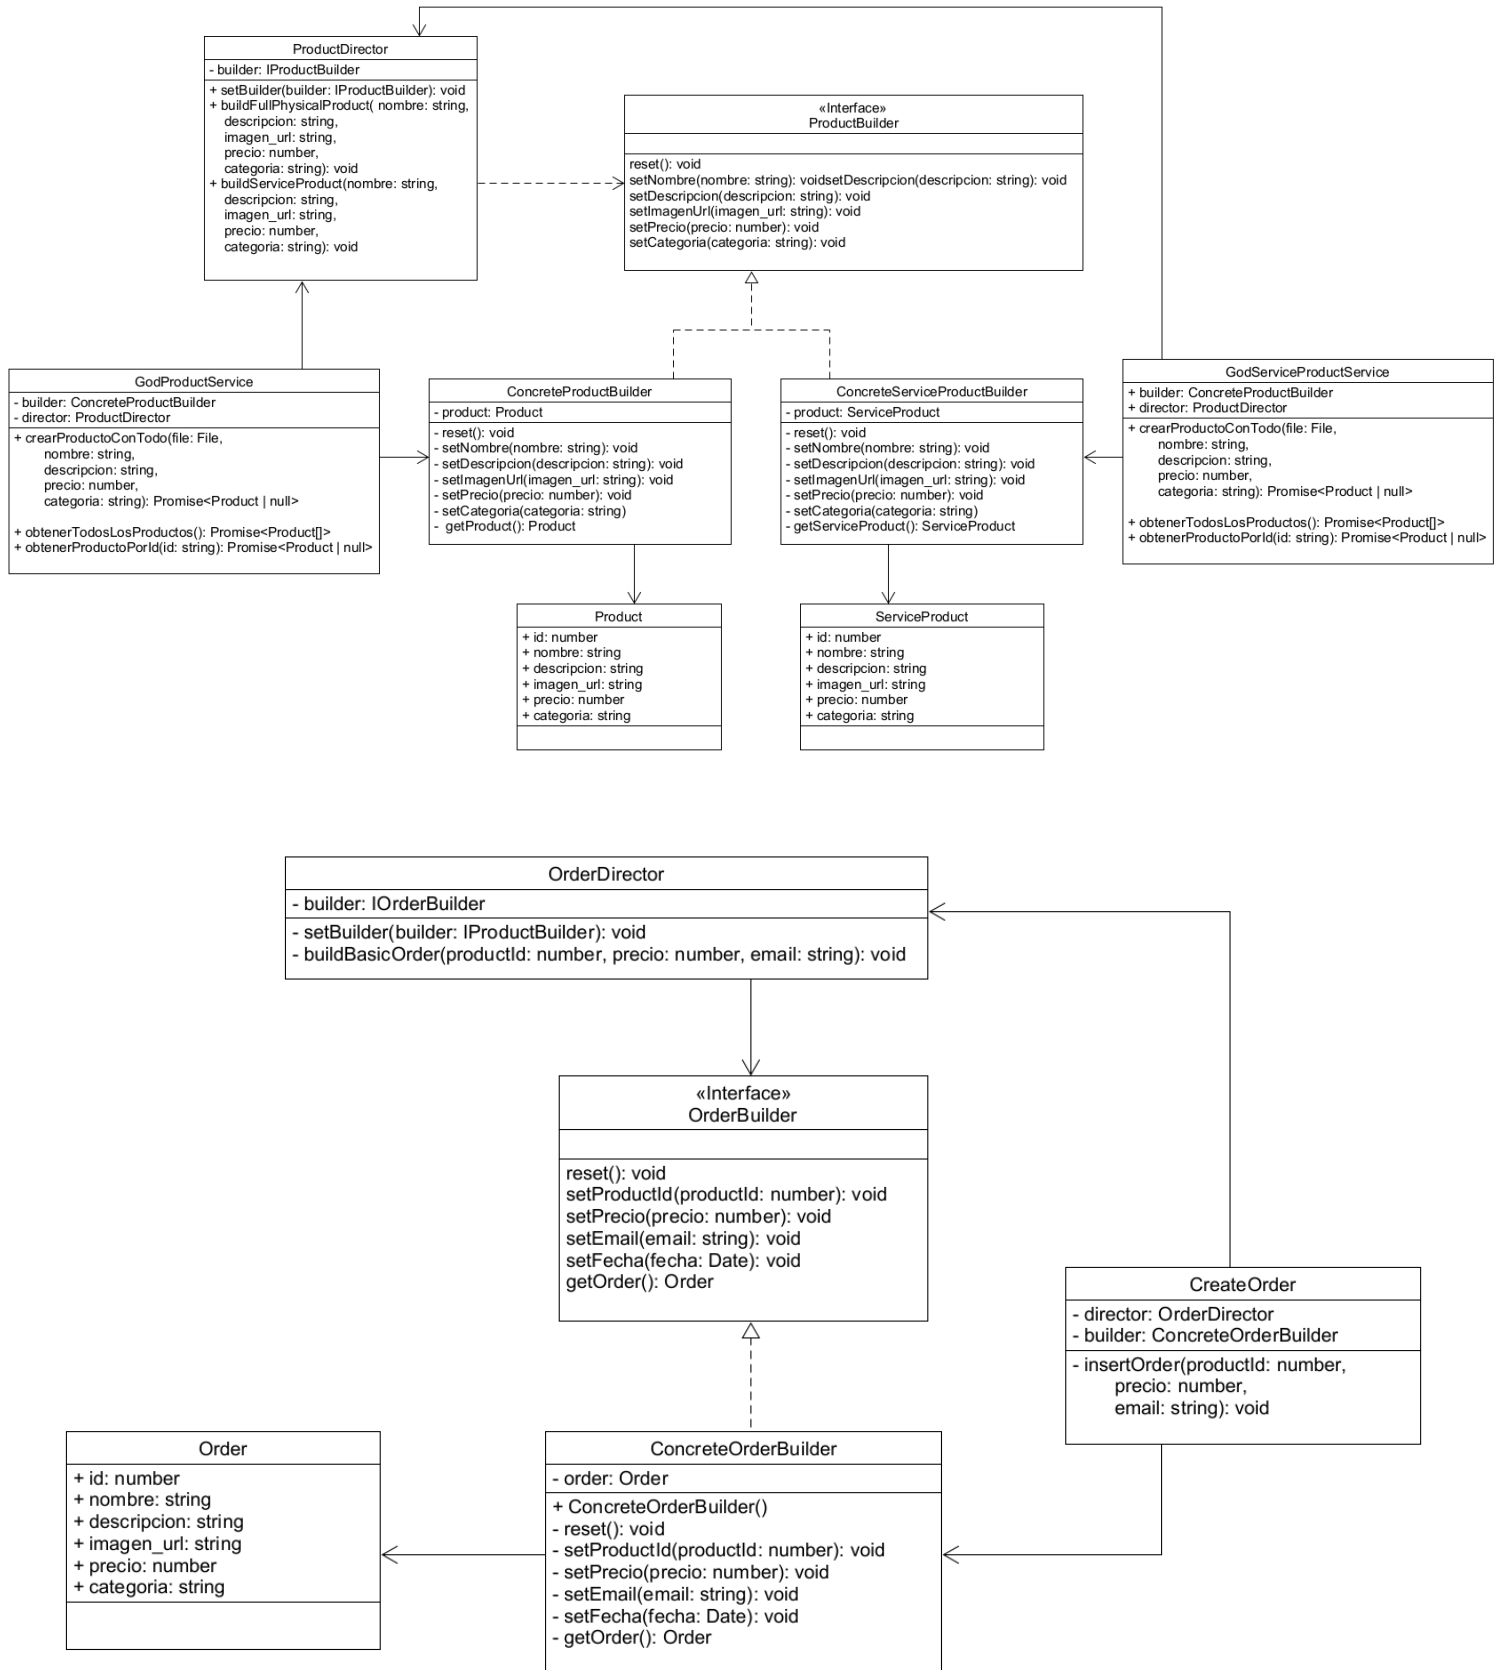 ProductDirector
- builder: IProductBuilder
+ setBuilder(builder: IProductBuilder): void
+ buildFullPhysicalProduct( nombre: string,
descripcion: string,
imagen_url: string,
precio: number,
categoria: string): void
+ buildServiceProduct(nombre: string,
descripcion: string,
imagen_url: string,
precio: number,
categoria: string): void
«Interface»
ProductBuilder
reset(): void
setNombre(nombre: string): voidsetDescripcion(descripcion: string): void
setDescripcion(descripcion: string): void
setImagenUrl(imagen_url: string): void
setPrecio(precio: number): void
setCategoria(categoria: string): void
GodProductService
- builder: ConcreteProductBuilder
- director: ProductDirector
+ crearProductoConTodo(file: File,
nombre: string,
descripcion: string,
precio: number,
categoria: string): Promise<Product | null>
+ obtenerTodosLosProductos(): Promise<Product[]>
+ obtenerProductoPorId(id: string): Promise<Product | null>
ConcreteProductBuilder
- product: Product
- reset(): void
- setNombre(nombre: string): void
- setDescripcion(descripcion: string): void
- setImagenUrl(imagen_url: string): void
- setPrecio(precio: number): void
- setCategoria(categoria: string)
- getProduct(): Product
ConcreteServiceProductBuilder
- product: ServiceProduct
- reset(): void
- setNombre(nombre: string): void
- setDescripcion(descripcion: string): void
- setImagenUrl(imagen_url: string): void
- setPrecio(precio: number): void
- setCategoria(categoria: string)
- getServiceProduct(): ServiceProduct
GodServiceProductService
+ builder: ConcreteProductBuilder
+ director: ProductDirector
+ crearProductoConTodo(file: File,
nombre: string,
descripcion: string,
precio: number,
categoria: string): Promise<Product | null>
+ obtenerTodosLosProductos(): Promise<Product[]>
+ obtenerProductoPorId(id: string): Promise<Product | null>
Product
+ id: number
+ nombre: string
+ descripcion: string
+ imagen_url: string
+ precio: number
+ categoria: string
ServiceProduct
+ id: number
+ nombre: string
+ descripcion: string
+ imagen_url: string
+ precio: number
+ categoria: string
OrderDirector
- builder: IOrderBuilder
- setBuilder(builder: IProductBuilder): void
- buildBasicOrder(productId: number, precio: number, email: string): void
«Interface»
OrderBuilder
reset(): void
setProductId(productId: number): void
setPrecio(precio: number): void
setEmail(email: string): void
setFecha(fecha: Date): void
getOrder(): Order
CreateOrder
- director: OrderDirector
- builder: ConcreteOrderBuilder
- insertOrder(productId: number,
precio: number,
email: string): void
Order
+ id: number
+ nombre: string
+ descripcion: string
+ imagen_url: string
+ precio: number
+ categoria: string
ConcreteOrderBuilder
- order: Order
+ ConcreteOrderBuilder()
- reset(): void
- setProductId(productId: number): void
- setPrecio(precio: number): void
- setEmail(email: string): void
- setFecha(fecha: Date): void
- getOrder(): Order